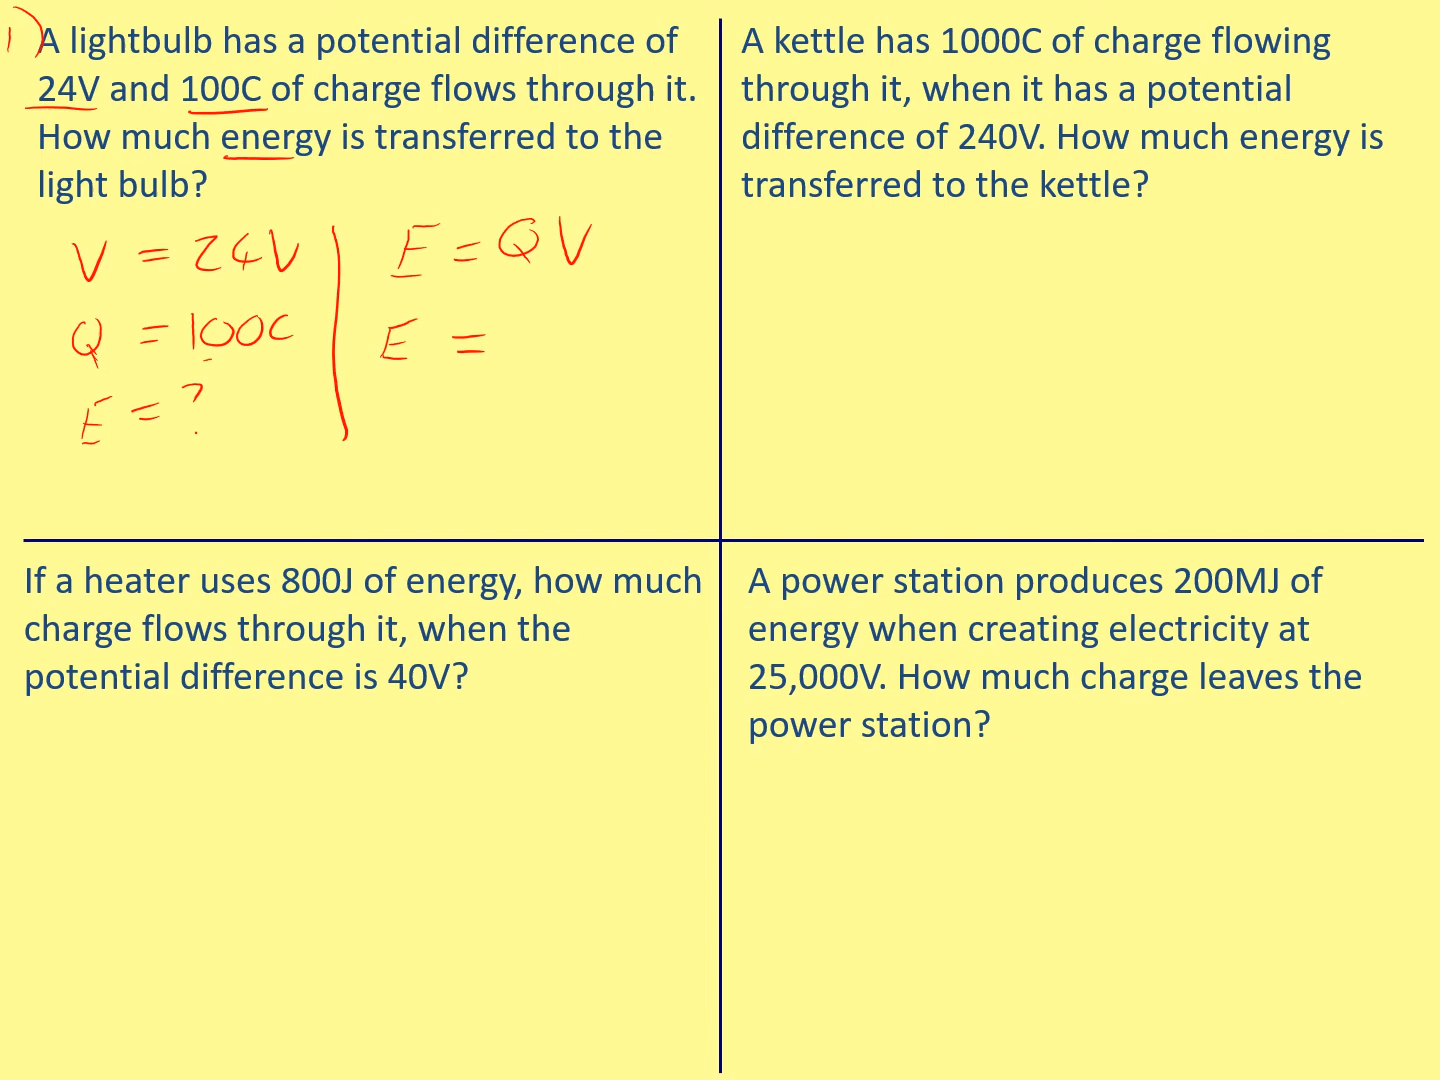 1)
A lightbulb has a potential difference of
24V and 100C of charge flows through it.
How much energy is transferred to the
light bulb?
V = 24V
Q = 100C
E = ?
E = QV
E =
A kettle has 1000C of charge flowing
through it, when it has a potential
difference of 240V. How much energy is
transferred to the kettle?
If a heater uses 800J of energy, how much
charge flows through it, when the
potential difference is 40V?
A power station produces 200MJ of
energy when creating electricity at
25,000V. How much charge leaves the
power station?